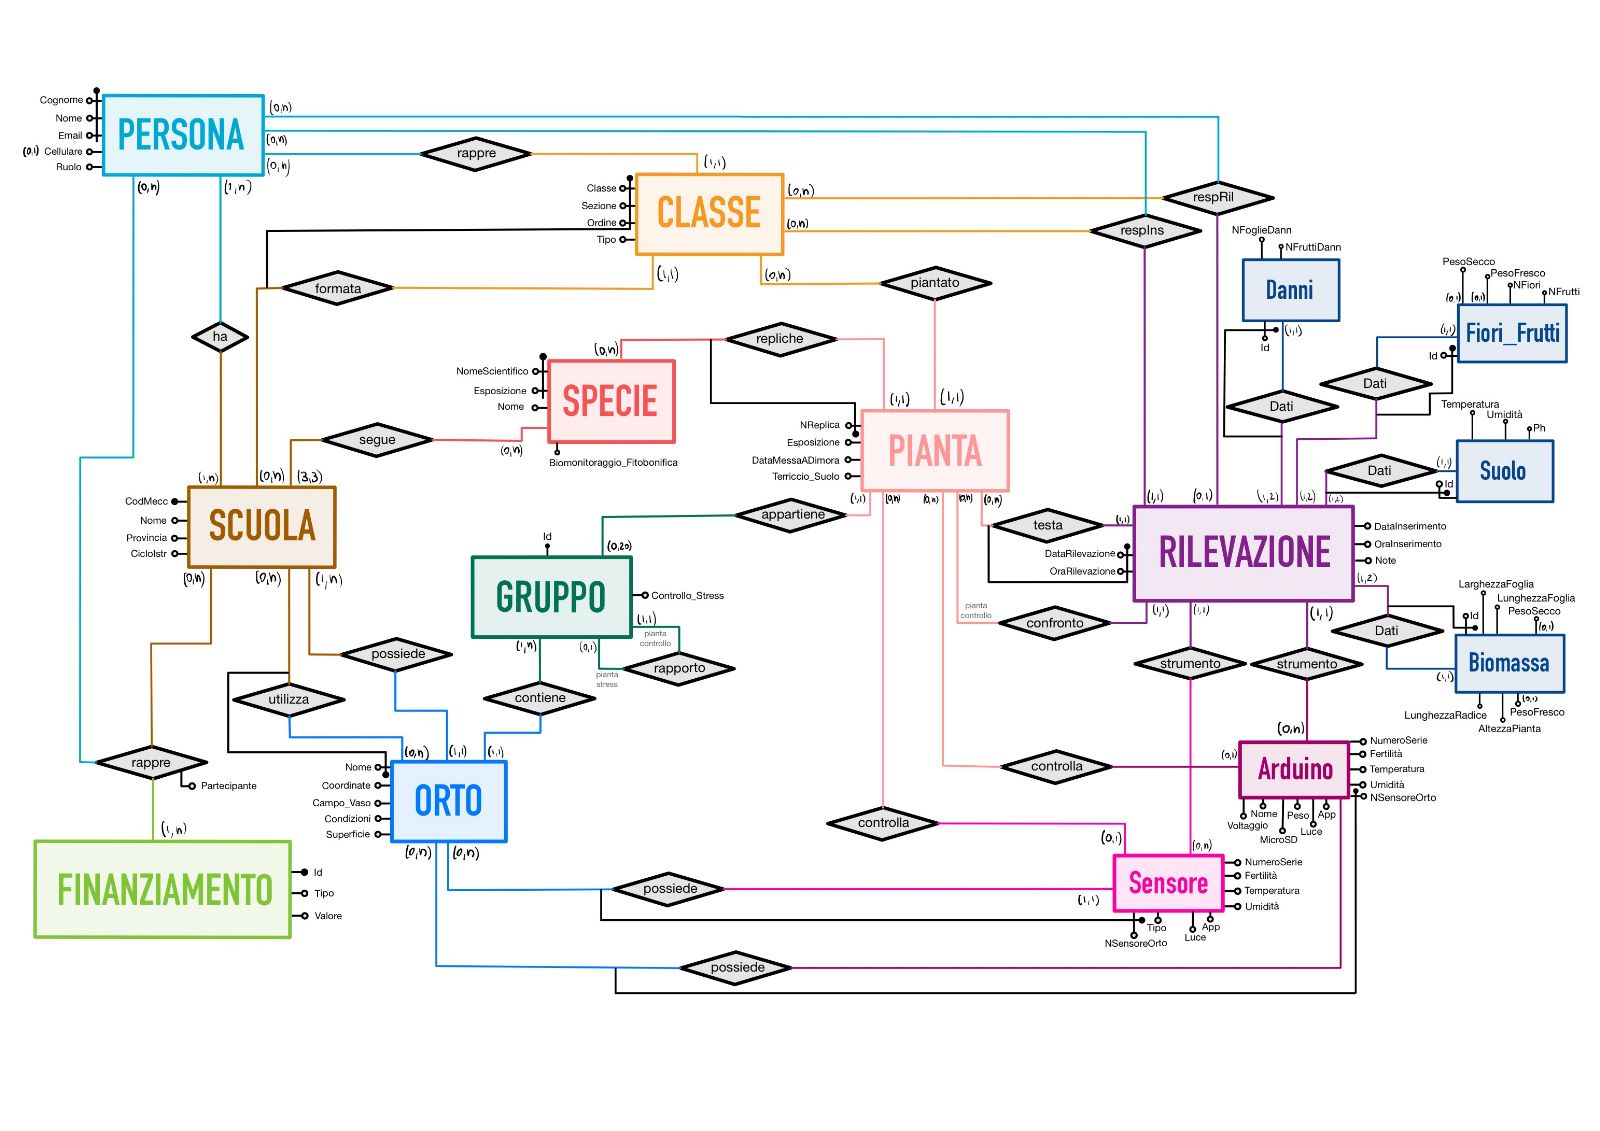 Cognome
Nome
Email
(0,1) Cellulare
Ruolo
PERSONA
(0,n)
(0,n)
(0,n)
(0,n)
(1,n)
rappre
(1,1)
Classe
Sezione
Ordine
Tipo
CLASSE
(0,n)
(0,n)
(1,1)
(0,n)
respRil
respIns
formata
piantato
ha
NFoglieDann
NFruttiDann
Danni
Id
(1,1)
PesoSecco
PesoFresco
NFiori
NFrutti
(0,1)
(0,1)
Fiori_Frutti
(1,1)
Id
Dati
Dati
repliche
(0,n)
NomeScientifico
Esposizione
Nome
SPECIE
(0,n)
Biomonitoraggio_Fitobonifica
segue
(1,1)
(1,1)
NReplica
Esposizione
DataMessaADimora
Terriccio_Suolo
PIANTA
(1,1)
(0,n)
(0,n)
(0,n)
(0,n)
Temperatura
Umidità
Ph
Suolo
(1,1)
Id
Dati
(1,n)
(0,n)
(3,3)
CodMecc
Nome
Provincia
CicloIstr
SCUOLA
(0,n)
(0,n)
(1,n)
appartiene
testa
(1,1)
(1,1)
(0,1)
(1,2)
(1,2)
(1,2)
DataRilevazione
OraRilevazione
RILEVAZIONE
DataInserimento
OraInserimento
Note
(1,2)
(1,1)
(1,1)
(1,1)
Id
(0,20)
GRUPPO
Controllo_Stress
(1,1)
pianta
controllo
(1,n)
(0,1)
pianta
stress
rapporto
pianta
controllo
confronto
LarghezzaFoglia
LunghezzaFoglia
PesoSecco
(0,1)
Id
Dati
Biomassa
(1,1)
LunghezzaRadice
AltezzaPianta
PesoFresco
(0,1)
possiede
utilizza
contiene
strumento
strumento
rappre
Partecipante
(1,n)
(0,n)
(1,1)
(1,1)
Nome
Coordinate
Campo_Vaso
Condizioni
Superficie
ORTO
(0,n)
(0,n)
controlla
(0,1)
(0,n)
Arduino
NumeroSerie
Fertilità
Temperatura
Umidità
NSensoreOrto
Voltaggio
Nome
MicroSD
Peso
Luce
App
controlla
(0,1)
(0,n)
FINANZIAMENTO
Id
Tipo
Valore
possiede
(1,1)
Sensore
NumeroSerie
Fertilità
Temperatura
Umidità
NSensoreOrto
Tipo
Luce
App
possiede